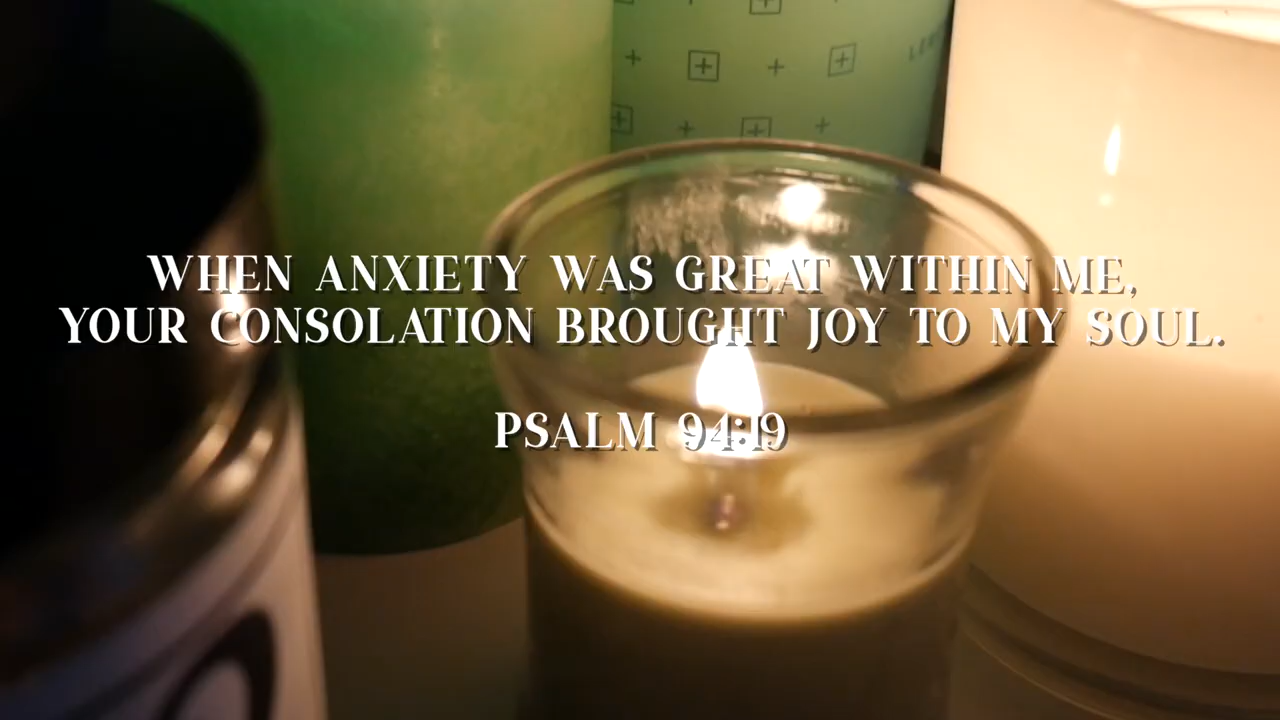 WHEN ANXIETY WAS GREAT WITHIN ME,
YOUR CONSOLATION BROUGHT JOY TO MY SOUL.
PSALM 94:19